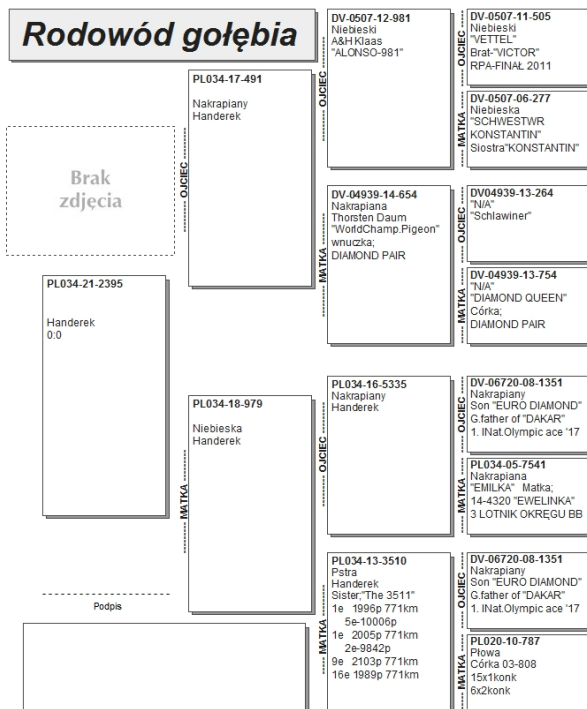 Rodowód gołębia
Brak
zdjęcia
PL034-21-2395
Handerek
0:0
Podpis
OJCIEC
PL034-17-491
Nakrapiany
Handerek
MATKA
PL034-18-979
Niebieska
Handerek
OJCIEC
DV-0507-12-981
Niebieski
A&H Klaas
"ALONSO-981"
MATKA
DV-04939-14-654
Nakrapiana
Thorsten Daum
"WorldChamp.Pigeon"
wnuczka;
DIAMOND PAIR
OJCIEC
PL034-16-5335
Nakrapiany
Handerek
MATKA
PL034-13-3510
Pstra
Handerek
Sister;"The 3511"
1e 1996p 771km
5e-10006p
1e 2005p 771km
2e-9842p
9e 2103p 771km
16e 1989p 771km
OJCIEC
DV-0507-11-505
Niebieski
"VETTEL"
Brat-"VICTOR"
RPA-FINAŁ 2011
MATKA
DV-0507-06-277
Niebieska
"SCHWESTWR
KONSTANTIN"
Siostra"KONSTANTIN"
OJCIEC
DV04939-13-264
"N/A"
"Schlawiner"
MATKA
DV-04939-13-754
"N/A"
"DIAMOND QUEEN"
Córka;
DIAMOND PAIR
OJCIEC
DV-06720-08-1351
Nakrapiany
Son "EURO DIAMOND"
G.father of "DAKAR"
1. INat.Olympic ace '17
MATKA
PL034-05-7541
Nakrapiana
"EMILKA" Matka;
14-4320 "EWELINKA"
3 LOTNIK OKRĘGU BB
OJCIEC
DV-06720-08-1351
Nakrapiany
Son "EURO DIAMOND"
G.father of "DAKAR"
1. INat.Olympic ace '17
MATKA
PL020-10-787
Płowa
Córka 03-808
15x1konk
6x2konk